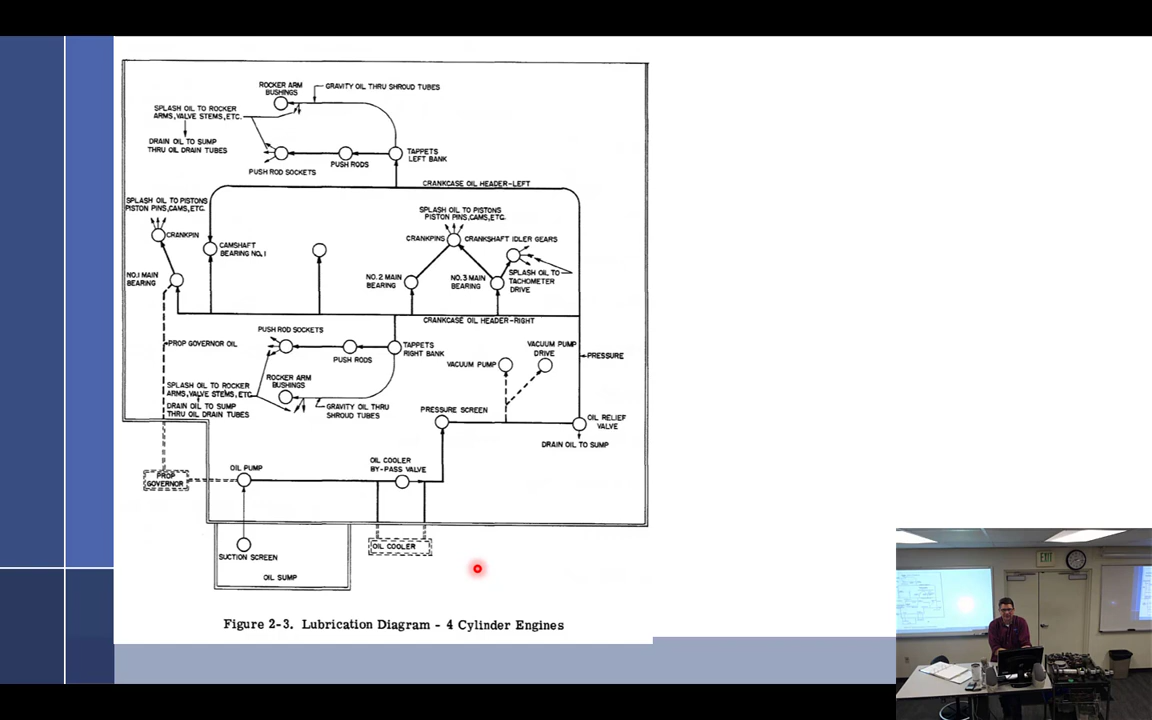 ROCKER ARM
BUSHINGS
GRAVITY OIL THRU SHROUD TUBES
SPLASH OIL TO ROCKER
ARMS, VALVE STEMS, ETC.
DRAIN OIL TO SUMP
THRU OIL DRAIN TUBES
PUSH ROD SOCKETS
PUSH RODS
TAPPETS
LEFT BANK
CRANKCASE OIL HEADER-LEFT
SPLASH OIL TO PISTONS
PISTON PINS, CAMS, ETC.
CRANKPIN
CAMSHAFT
BEARING NO. 1
NO. 1 MAIN
BEARING
SPLASH OIL TO PISTONS
PISTON PINS, CAMS, ETC.
CRANKPINS
CRANKSHAFT IDLER GEARS
NO. 2 MAIN
BEARING
NO. 3 MAIN
BEARING
SPLASH OIL TO
TACHOMETER
DRIVE
CRANKCASE OIL HEADER-RIGHT
PUSH ROD SOCKETS
PROP GOVERNOR OIL
PUSH RODS
TAPPETS
RIGHT BANK
VACUUM PUMP
VACUUM PUMP
DRIVE
PRESSURE
ROCKER ARM
BUSHINGS
SPLASH OIL TO ROCKER
ARMS, VALVE STEMS, ETC.
DRAIN OIL TO SUMP
THRU OIL DRAIN TUBES
GRAVITY OIL THRU
SHROUD TUBES
PRESSURE SCREEN
OIL RELIEF
VALVE
DRAIN OIL TO SUMP
PROP
GOVERNOR
OIL PUMP
OIL COOLER
BY-PASS VALVE
SUCTION SCREEN
OIL COOLER
OIL SUMP
Figure 2-3. Lubrication Diagram - 4 Cylinder Engines
EXIT